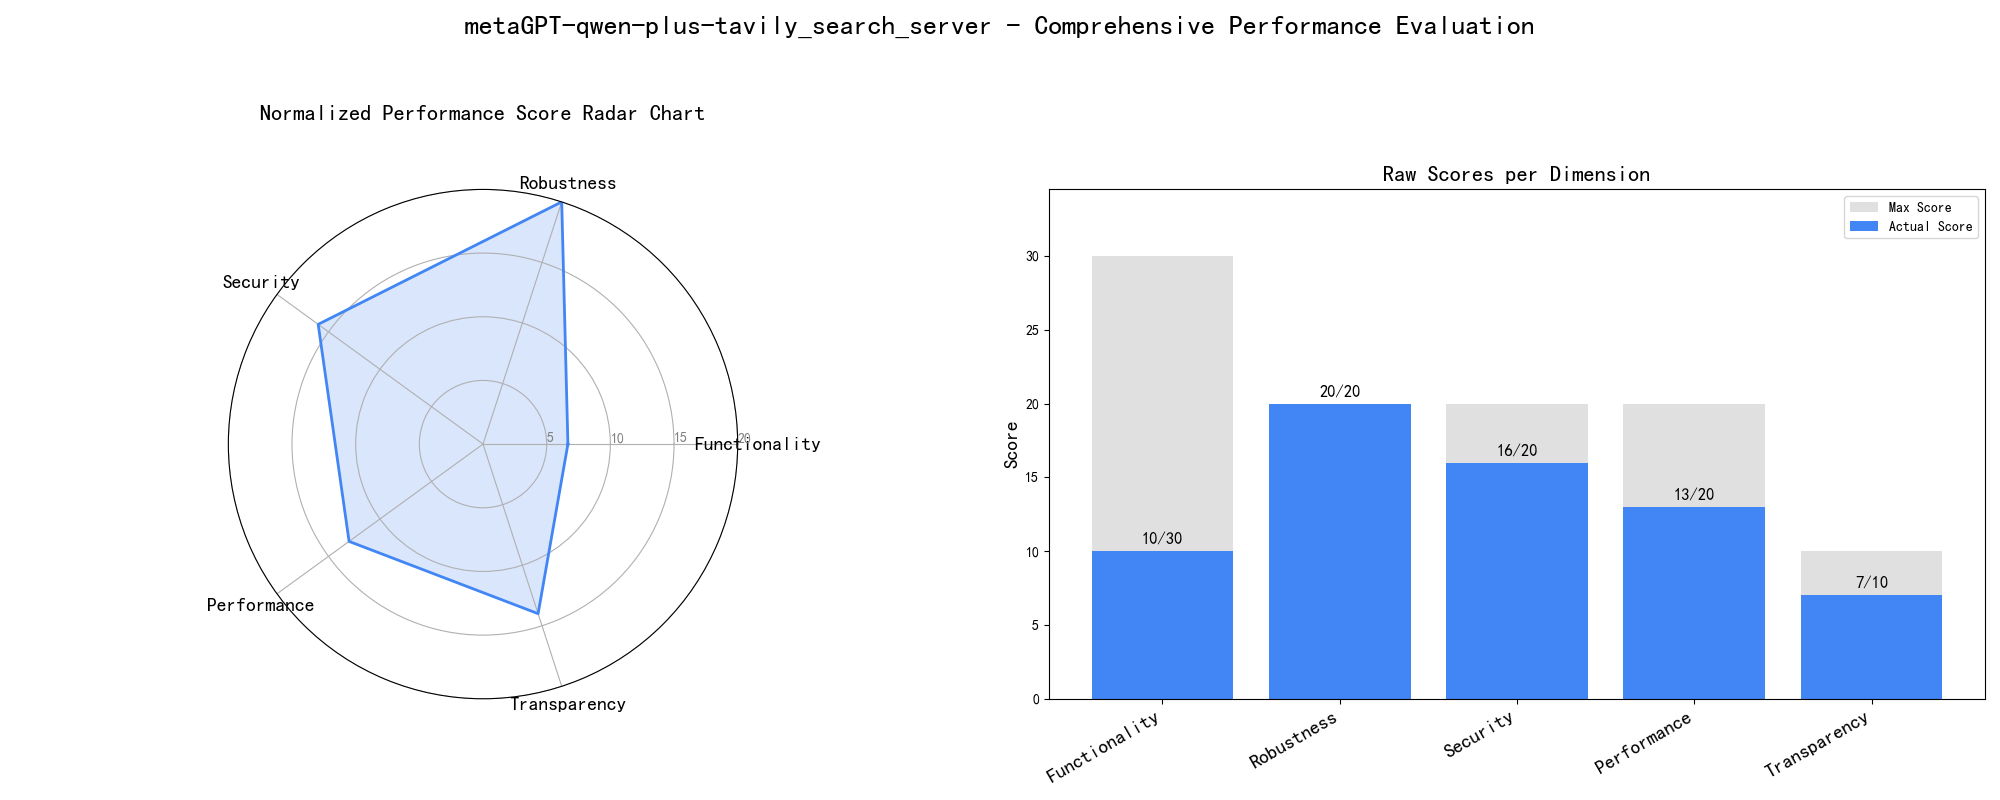 metaGPT-qwen-plus-tavily_search_server - Comprehensive Performance Evaluation
Normalized Performance Score Radar Chart
Robustness
Security
Functionality
5
10
15
20
Performance
Transparency
Raw Scores per Dimension
Max Score
Actual Score
Score
30
25
20
15
10
5
0
10/30
20/20
16/20
13/20
7/10
Functionality
Robustness
Security
Performance
Transparency